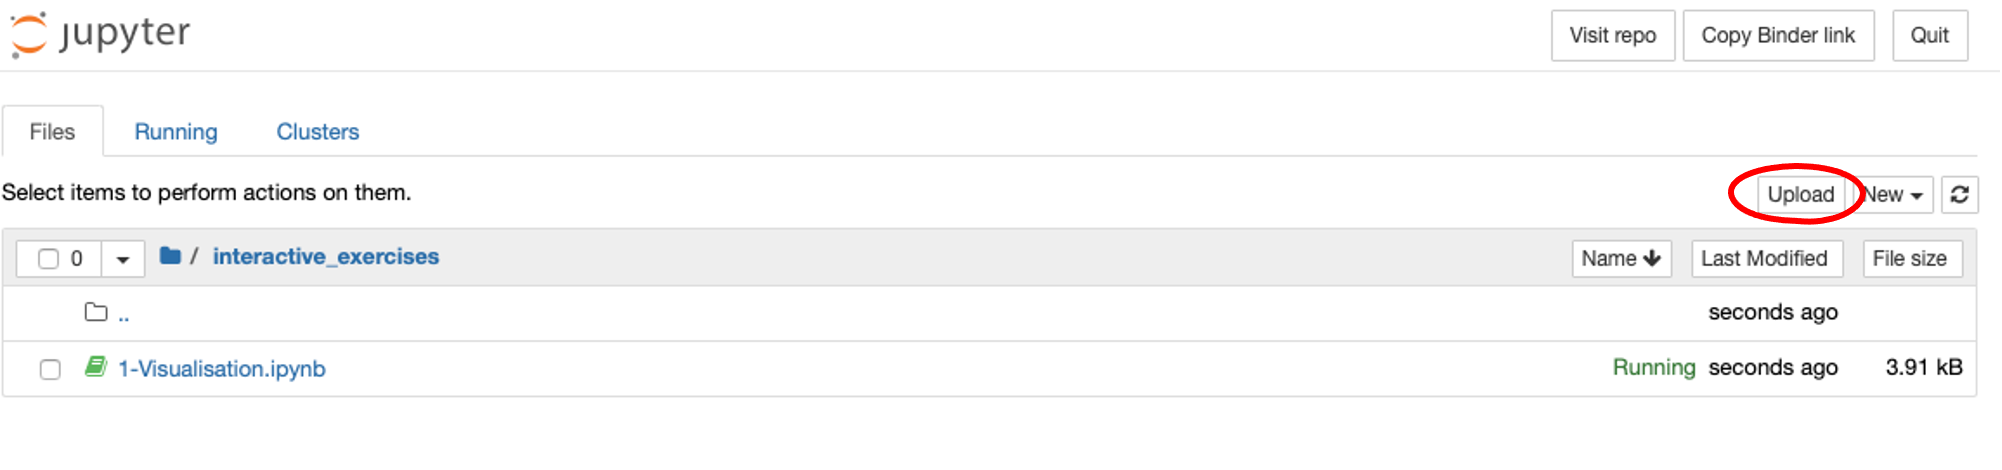 jupyter
Visit repo Copy Binder link Quit
Files Running Clusters
Select items to perform actions on them.
Upload New
0 / interactive_exercises
Name Last Modified File size
.. seconds ago
1-Visualisation.ipynb Running seconds ago 3.91 kB